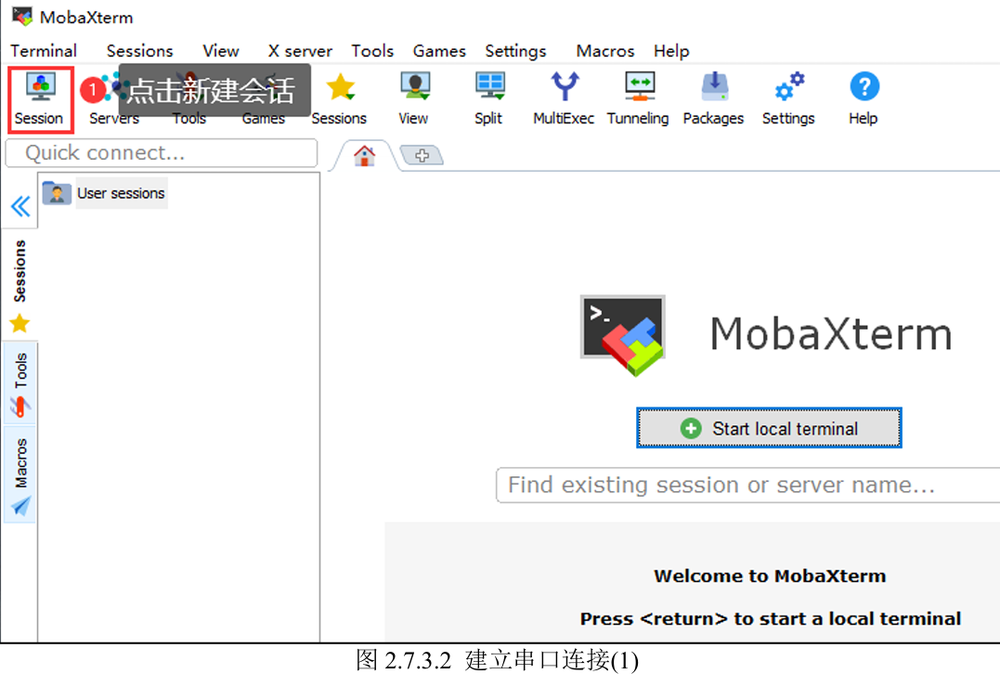 MobaXterm
Terminal Sessions View X server Tools Games Settings Macros Help
1 点击新建会话
Session Servers Tools Games Sessions View Split MultiExec Tunneling Packages Settings Help
Quick connect...
User sessions
Sessions
Tools
Macros
MobaXterm
Start local terminal
Find existing session or server name...
Welcome to MobaXterm
Press <return> to start a local terminal
图 2.7.3.2 建立串口连接(1)